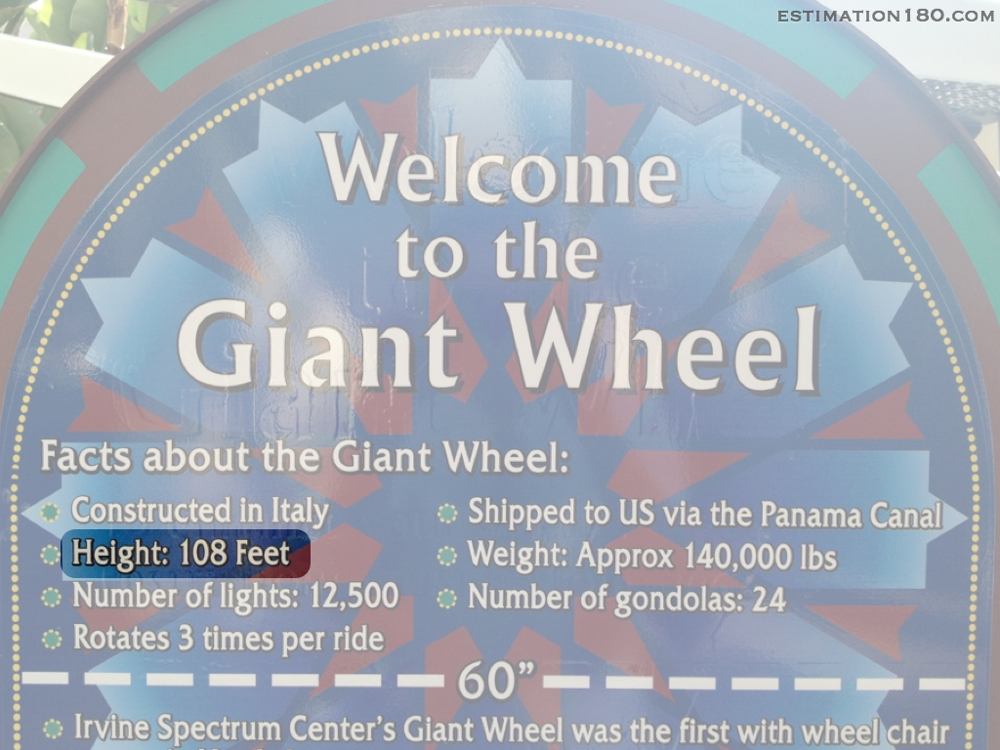 ESTIMATION180.COM
Welcome
to the
Giant Wheel
Facts about the Giant Wheel:
Constructed in Italy
Height: 108 Feet
Number of lights: 12,500
Rotates 3 times per ride
Shipped to US via the Panama Canal
Weight: Approx 140,000 lbs
Number of gondolas: 24
60”
Irvine Spectrum Center’s Giant Wheel was the first with wheel chair